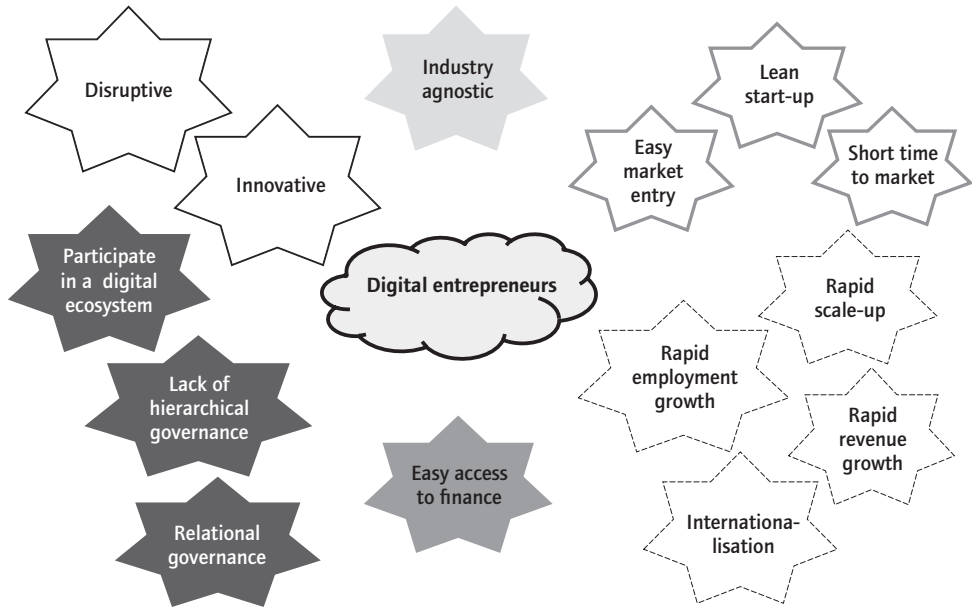 Disruptive
Innovative
Industry
agnostic
Lean
start-up
Easy
market
entry
Short time
to market
Participate
in a digital
ecosystem
Digital entrepreneurs
Rapid
scale-up
Rapid
employment
growth
Lack of
hierarchical
governance
Rapid
revenue
growth
Easy access
to finance
Relational
governance
Internationa-
lisation